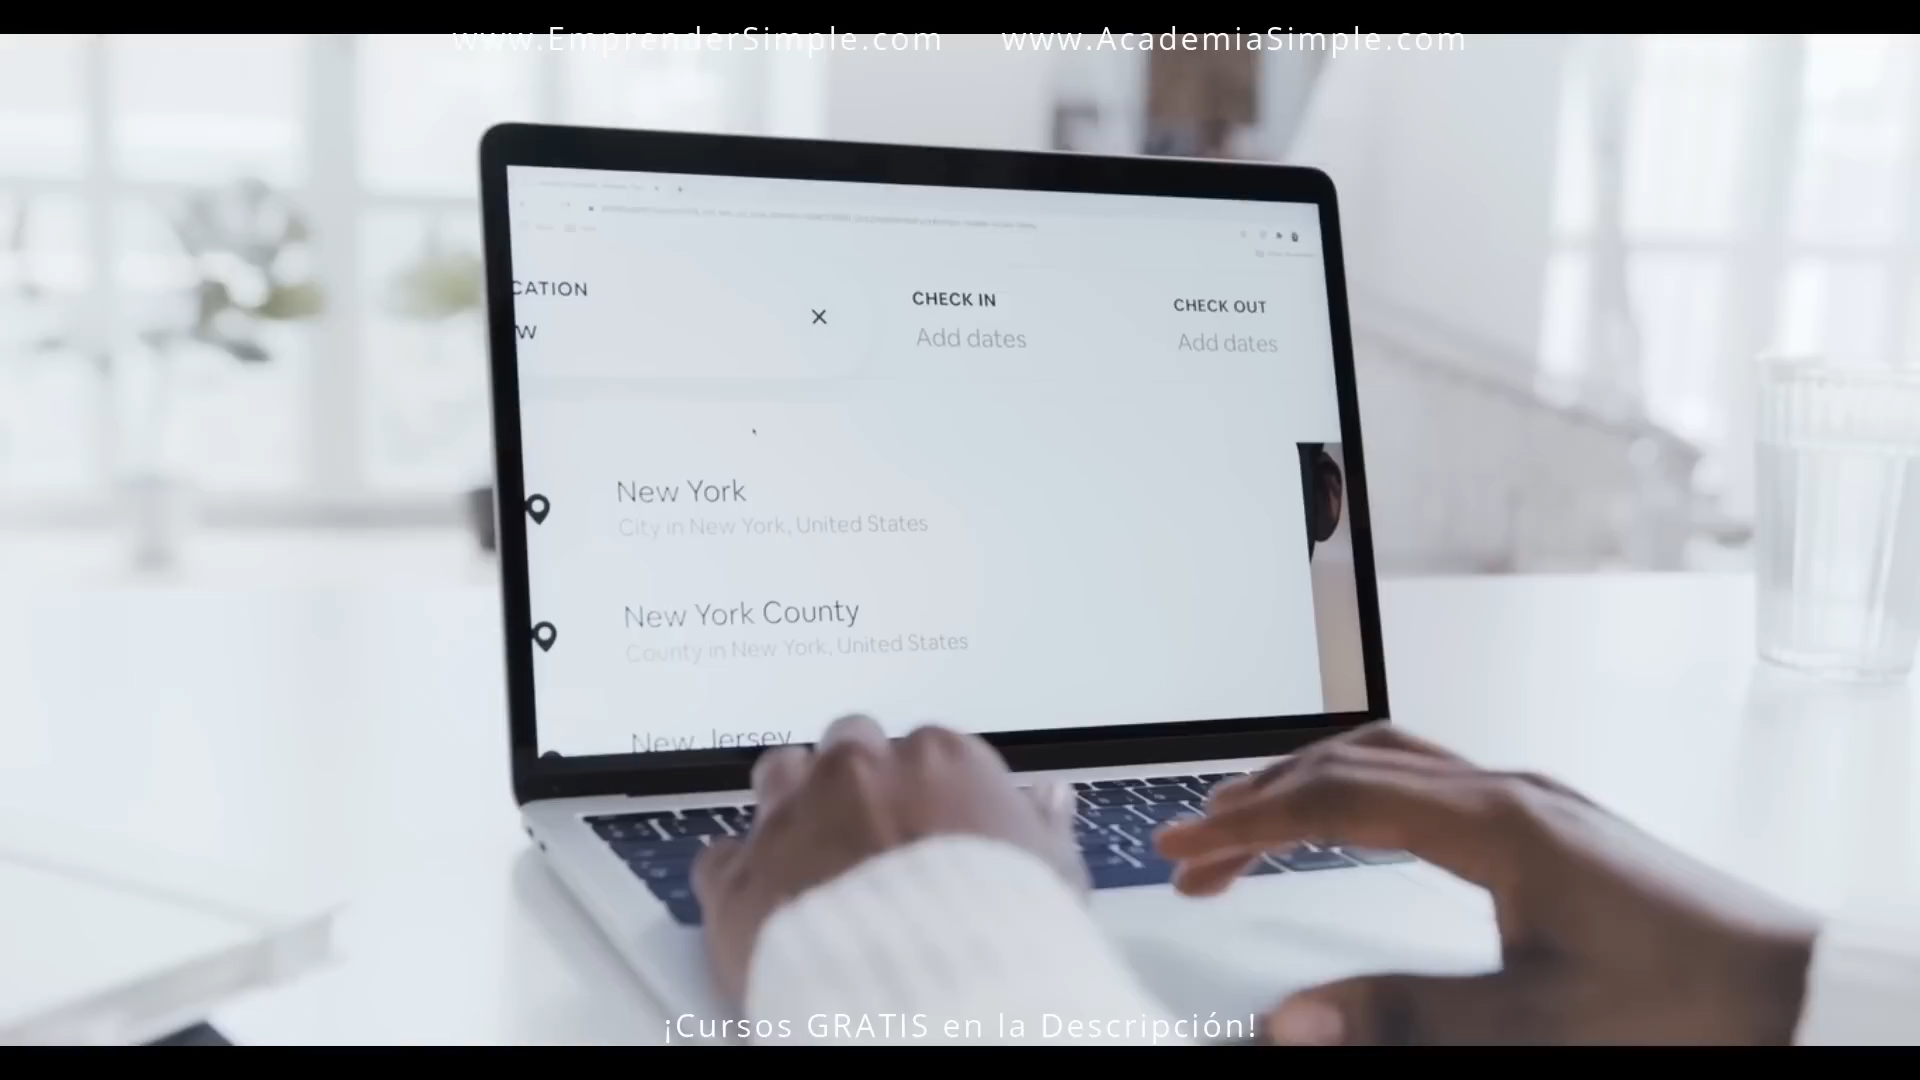 www.EmprenderSimple.com www.AcademiaSimple.com
CATION
W
CHECK IN
Add dates
CHECK OUT
Add dates
New York
City in New York, United States
New York County
County in New York, United States
New Jersey
¡Cursos GRATIS en la Descripción!